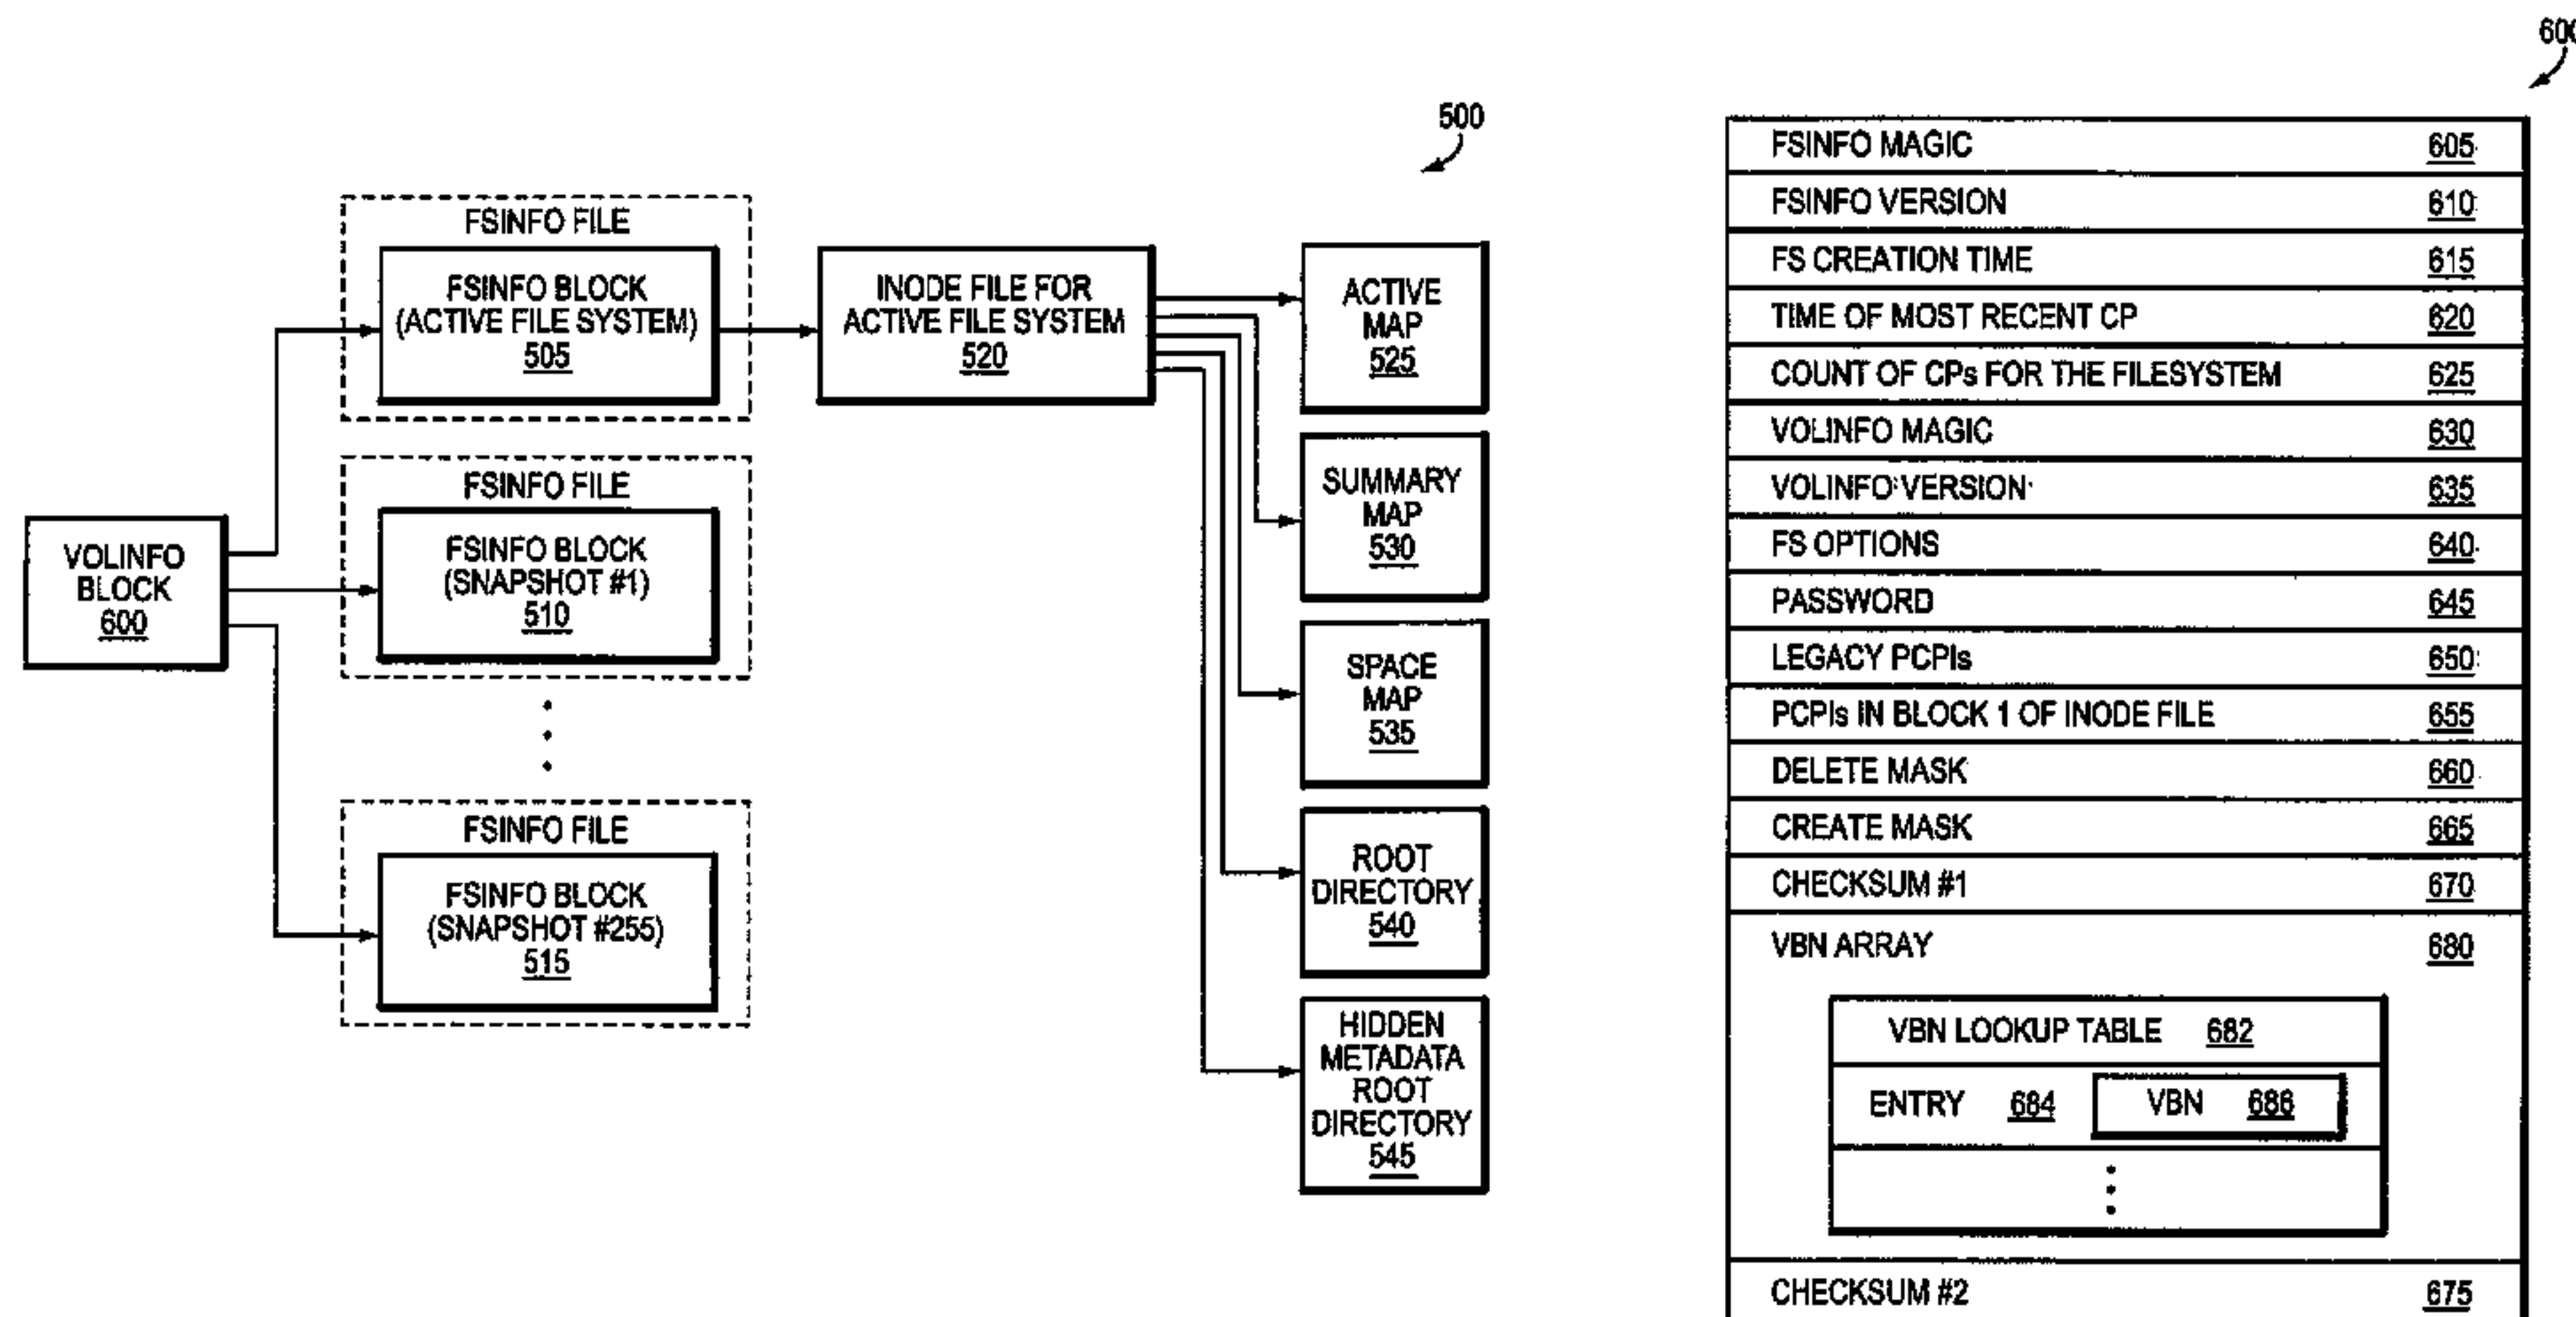 500
FSINFO FILE
FSINFO BLOCK
(ACTIVE FILE SYSTEM)
505
INODE FILE FOR
ACTIVE FILE SYSTEM
520
ACTIVE
MAP
525
FSINFO FILE
FSINFO BLOCK
(SNAPSHOT #1)
510
SUMMARY
MAP
530
VOLINFO
BLOCK
600
SPACE
MAP
535
FSINFO FILE
FSINFO BLOCK
(SNAPSHOT #255)
515
ROOT
DIRECTORY
540
HIDDEN
METADATA
ROOT
DIRECTORY
545
600
FSINFO MAGIC 605
FSINFO VERSION 610
FS CREATION TIME 615
TIME OF MOST RECENT CP 620
COUNT OF CPs FOR THE FILESYSTEM 625
VOLINFO MAGIC 630
VOLINFO VERSION 635
FS OPTIONS 640
PASSWORD 645
LEGACY PCPIs 650
PCPIs IN BLOCK 1 OF INODE FILE 655
DELETE MASK 660
CREATE MASK 665
CHECKSUM #1 670
VBN ARRAY 680
VBN LOOKUP TABLE 682
ENTRY 684 VBN 686
CHECKSUM #2 675